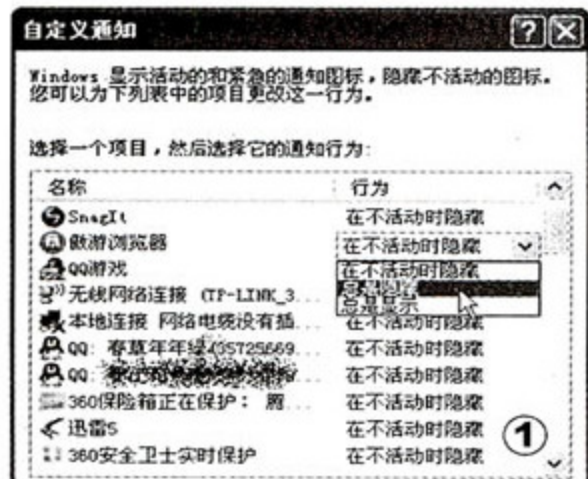 自定义通知
Windows 显示活动的和紧急的通知图标，隐藏不活动的图标。
您可以为下列表中的项目更改这一行为。
选择一个项目，然后选择它的通知行为：
名称 行为
SnagIt 在不活动时隐藏
傲游浏览器 在不活动时隐藏
QQ游戏 在不活动时隐藏
总是隐藏
无线网络连接 (TP-LINK_3... 总是显示
本地连接 网络电缆没有插... 在不活动时隐藏
QQ: 春草年年绿 在不活动时隐藏
QQ: 在不活动时隐藏
360保险箱正在保护： 腾... 在不活动时隐藏
迅雷5 在不活动时隐藏
360安全卫士实时保护 在不活动时隐藏
①